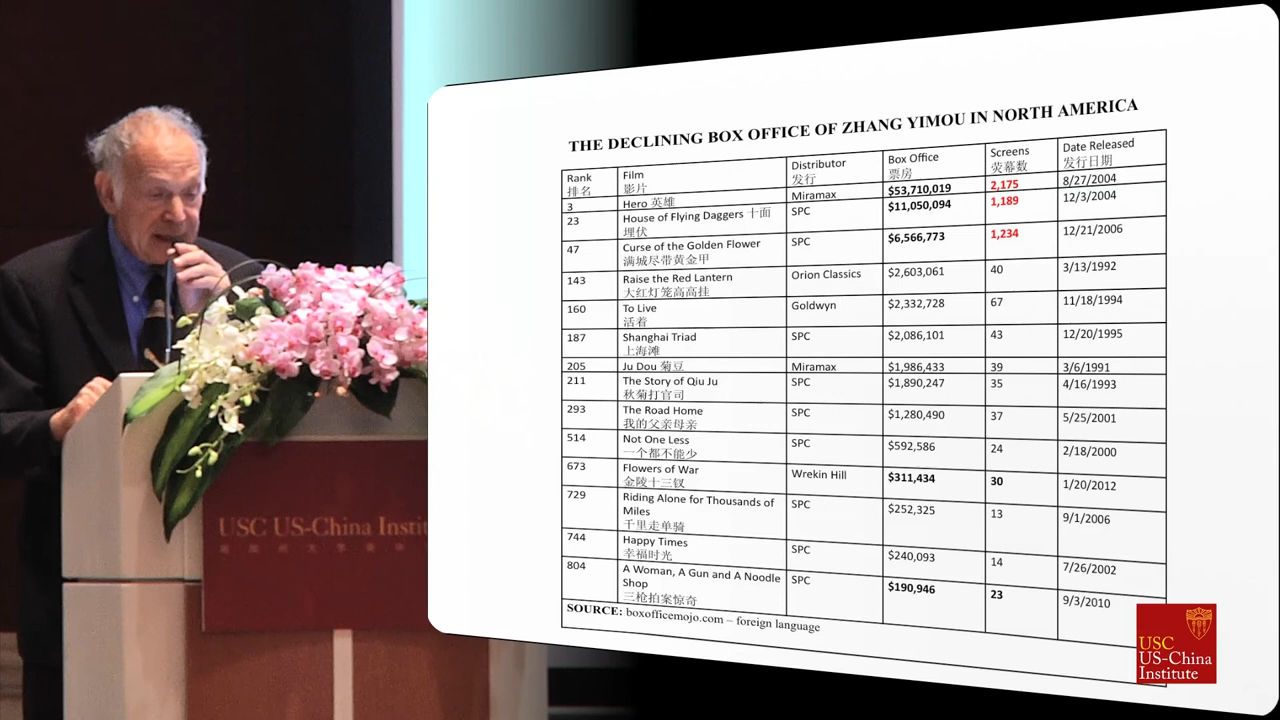 THE DECLINING BOX OFFICE OF ZHANG YIMOU IN NORTH AMERICA
Rank Film Distributor Box Office Screens Date Released
排名 影片 发行 票房 荧幕数 发行日期
3 Hero 英雄 Miramax $53,710,019 2,175 8/27/2004
23 House of Flying Daggers 十面 SPC $11,050,094 1,189 12/3/2004
埋伏
47 Curse of the Golden Flower SPC $6,566,773 1,234 12/21/2006
满城尽带黄金甲
143 Raise the Red Lantern Orion Classics $2,603,061 40 3/13/1992
大红灯笼高高挂
160 To Live Goldwyn $2,332,728 67 11/18/1994
活着
187 Shanghai Triad SPC $2,086,101 43 12/20/1995
上海滩
205 Ju Dou 菊豆 Miramax $1,986,433 39 3/6/1991
211 The Story of Qiu Ju SPC $1,890,247 35 4/16/1993
秋菊打官司
293 The Road Home SPC $1,280,490 37 5/25/2001
我的父亲母亲
514 Not One Less SPC $592,586 24 2/18/2000
一个都不能少
673 Flowers of War Wrekin Hill $311,434 30 1/20/2012
金陵十三钗
729 Riding Alone for Thousands of SPC $252,325 13 9/1/2006
Miles
千里走单骑
744 Happy Times SPC $240,093 14 7/26/2002
幸福时光
804 A Woman, A Gun and A Noodle SPC $190,946 23 9/3/2010
Shop
三枪拍案惊奇
SOURCE: boxofficemojo.com – foreign language
USC US-China Instit
USC
US-China
Institute